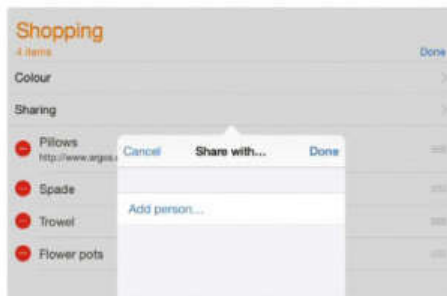 Shopping
4 items
Done
Colour
Sharing
Pillows
http://www.argos.
Cancel
Share with...
Done
Add person...
Spade
Trowel
Flower pots